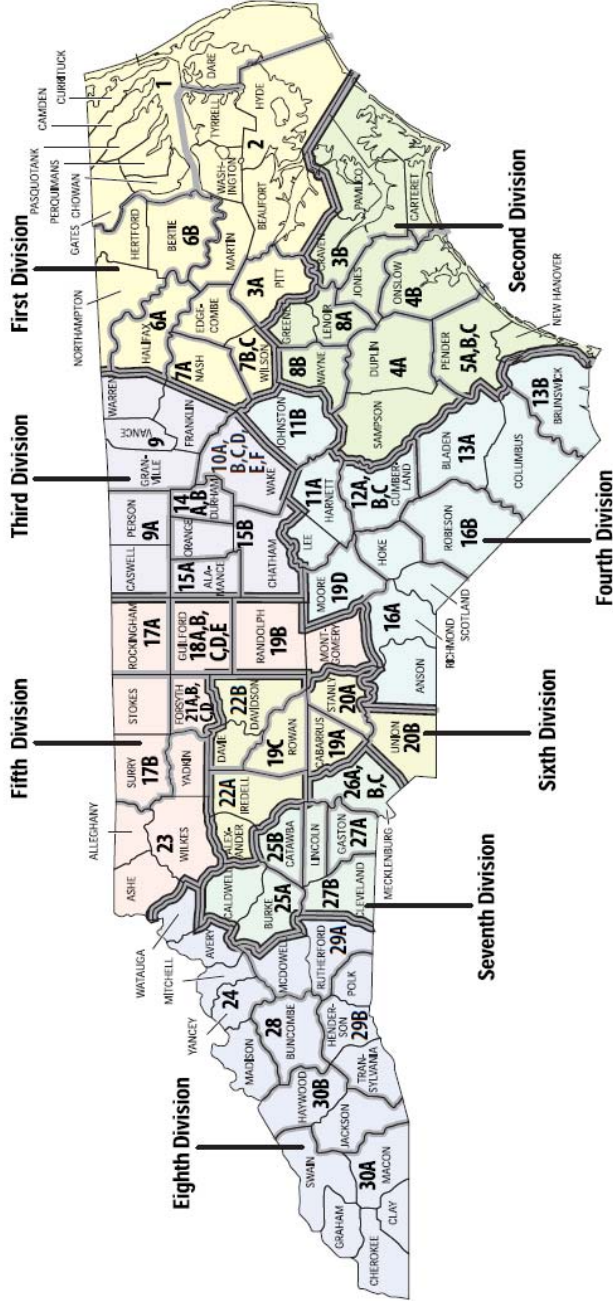 First Division
Second Division
Third Division
Fourth Division
Fifth Division
Sixth Division
Seventh Division
Eighth Division
CAMDEN
CURRITUCK
PASQUOTANK
PERQUIMANS
GATES
CHOWAN
1
DARE
TYRRELL
HYDE
2
WASH-
INGTON
BEAUFORT
MARTIN
HERTFORD
BERTIE
6B
NORTHAMPTON
HALIFAX
6A
EDGE-
COMBE
7A
NASH
7B,C
WILSON
3A
PITT
CRAVEN
3B
PAMLICO
CARTERET
JONES
GREENE
LENOIR
8A
8B
WAYNE
ONSLOW
4B
DUPLIN
4A
SAMPSON
PENDER
5A,B,C
NEW HANOVER
WARREN
VANCE
9
FRANKLIN
GRAN-
VILLE
PERSON
9A
CASWELL
10A,
B,C,D,
E,F
WAKE
14
A,B
DURHAM
ORANGE
15B
CHATHAM
15A
ALA-
MANCE
JOHNSTON
11B
11A
HARNETT
LEE
12A,
B,C
CUMBER-
LAND
BLADEN
13A
13B
BRUNSWICK
COLUMBUS
ROBESON
16B
HOKE
MOORE
19D
16A
SCOTLAND
RICHMOND
ANSON
ROCKINGHAM
17A
GUILFORD
18A,B,
C,D,E
RANDOLPH
19B
MONT-
GOMERY
STOKES
FORSYTH
21A,B,
C,D
SURRY
17B
YADKIN
ALLEGHANY
ASHE
23
WILKES
DAVIE
22B
DAVIDSON
19C
ROWAN
STANLY
20A
CABARRUS
19A
UNION
20B
22A
IREDELL
ALEX-
ANDER
26A,
B,C
MECKLENBURG
25B
CATAWBA
LINCOLN
GASTON
27A
27B
CLEVELAND
CALDWELL
BURKE
25A
WATAUGA
MITCHELL
AVERY
YANCEY
24
MADISON
MCDOWELL
RUTHERFORD
29A
POLK
28
BUNCOMBE
HENDER-
SON
29B
TRAN-
SYLVANIA
HAYWOOD
30B
JACKSON
SWAIN
30A
MACON
GRAHAM
CHEROKEE
CLAY